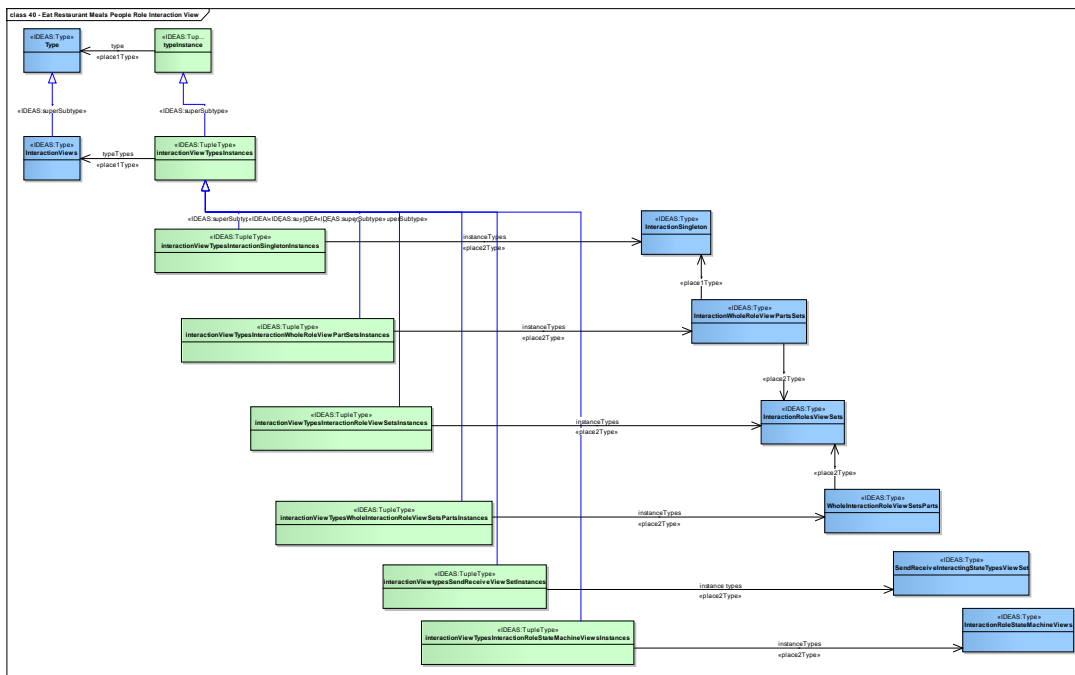 class 40 - Eat Restaurant Meals People Role Interaction View
«IDEAS:Type»
Type
type
«place1Type»
«IDEAS:Tup...
typeInstance
«IDEAS:superSubtype»
«IDEAS:superSubtype»
«IDEAS:Type»
InteractionViews
typeTypes
«place1Type»
«IDEAS:TupleType»
interactionViewTypesInstances
«IDEAS:TupleType»
interactionViewTypesInteractionSingletonInstances
instanceTypes
«place2Type»
«IDEAS:Type»
InteractionSingleton
«place1Type»
«IDEAS:TupleType»
interactionViewTypesInteractionWholeRoleViewPartSetsInstances
instanceTypes
«place2Type»
«IDEAS:Type»
InteractionWholeRoleViewPartsSets
«place2Type»
«IDEAS:TupleType»
interactionViewTypesInteractionRoleViewSetsInstances
instanceTypes
«place2Type»
«IDEAS:Type»
InteractionRolesViewSets
«place2Type»
«IDEAS:TupleType»
interactionViewTypesWholeInteractionRoleViewSetsPartsInstances
instanceTypes
«place2Type»
«IDEAS:Type»
WholeInteractionRoleViewSetsParts
«IDEAS:TupleType»
interactionViewtypesSendReceiveViewSetInstances
instance types
«place2Type»
«IDEAS:Type»
SendReceiveInteractingStateTypesViewSet
«IDEAS:TupleType»
interactionViewTypesInteractionRoleStateMachineViewsInstances
instanceTypes
«place2Type»
«IDEAS:Type»
InteractionRoleStateMachineViews